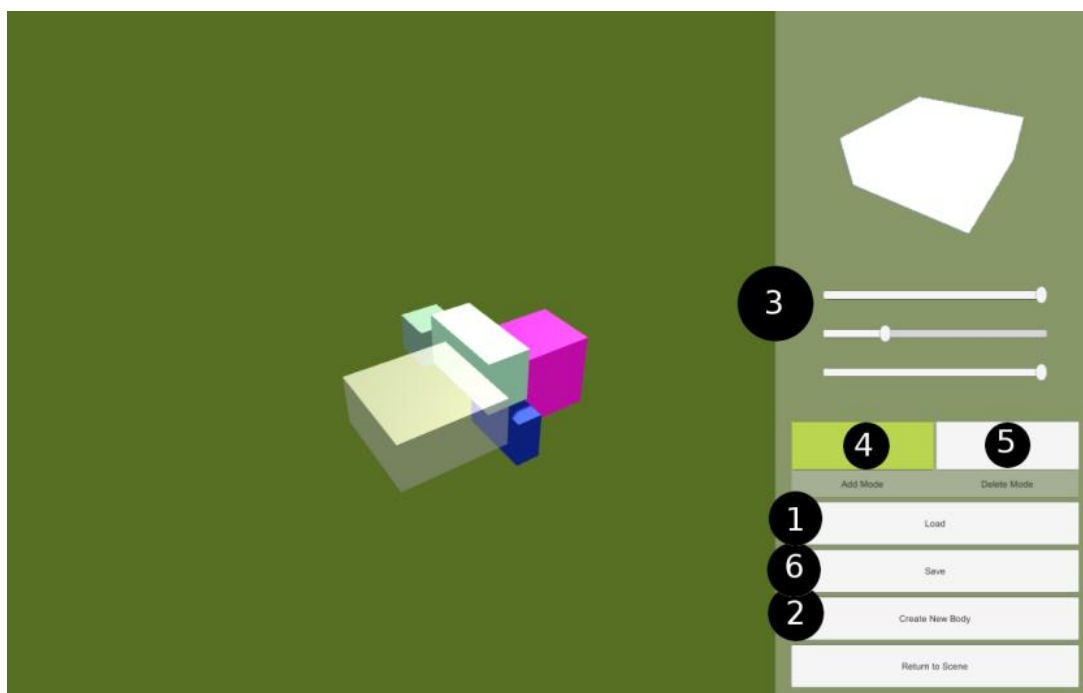 3
4
5
Add Mode
Delete Mode
1
Load
6
Save
2
Create New Body
Return to Scene